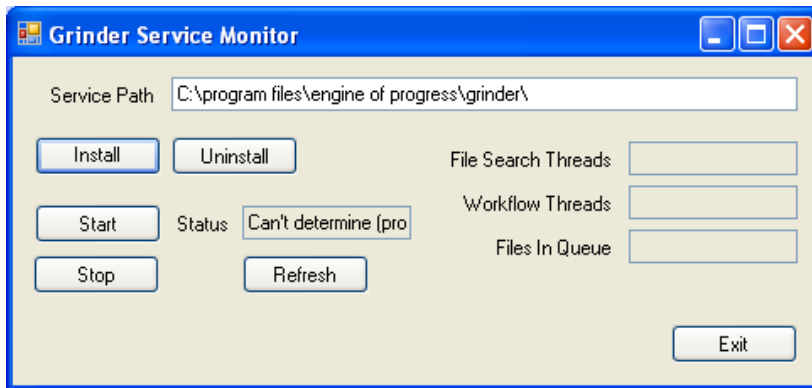 Grinder Service Monitor
Service Path C:\program files\engine of progress\grinder\
Install Uninstall
File Search Threads
Workflow Threads
Start Status Can't determine (pro
Files In Queue
Stop Refresh
Exit